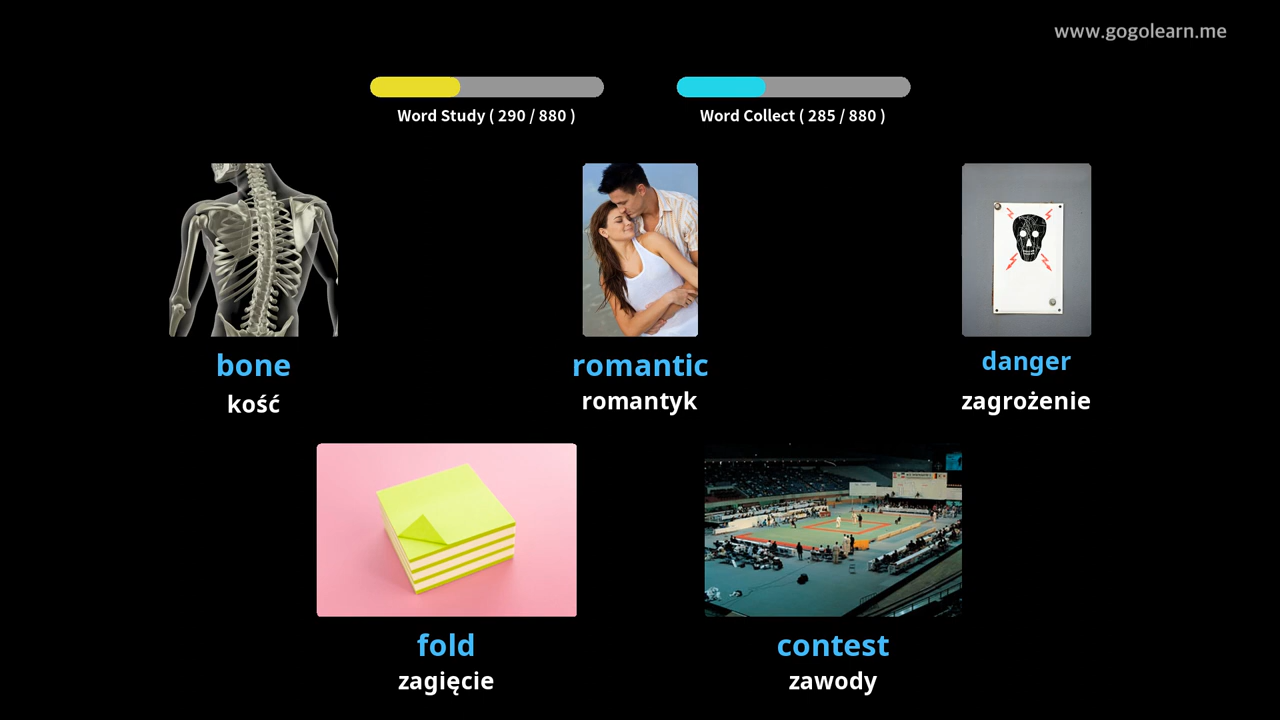 www.gogolearn.me
Word Study ( 290 / 880 )
Word Collect ( 285 / 880 )
bone
kość
romantic
romantyk
danger
zagrożenie
fold
zagięcie
contest
zawody